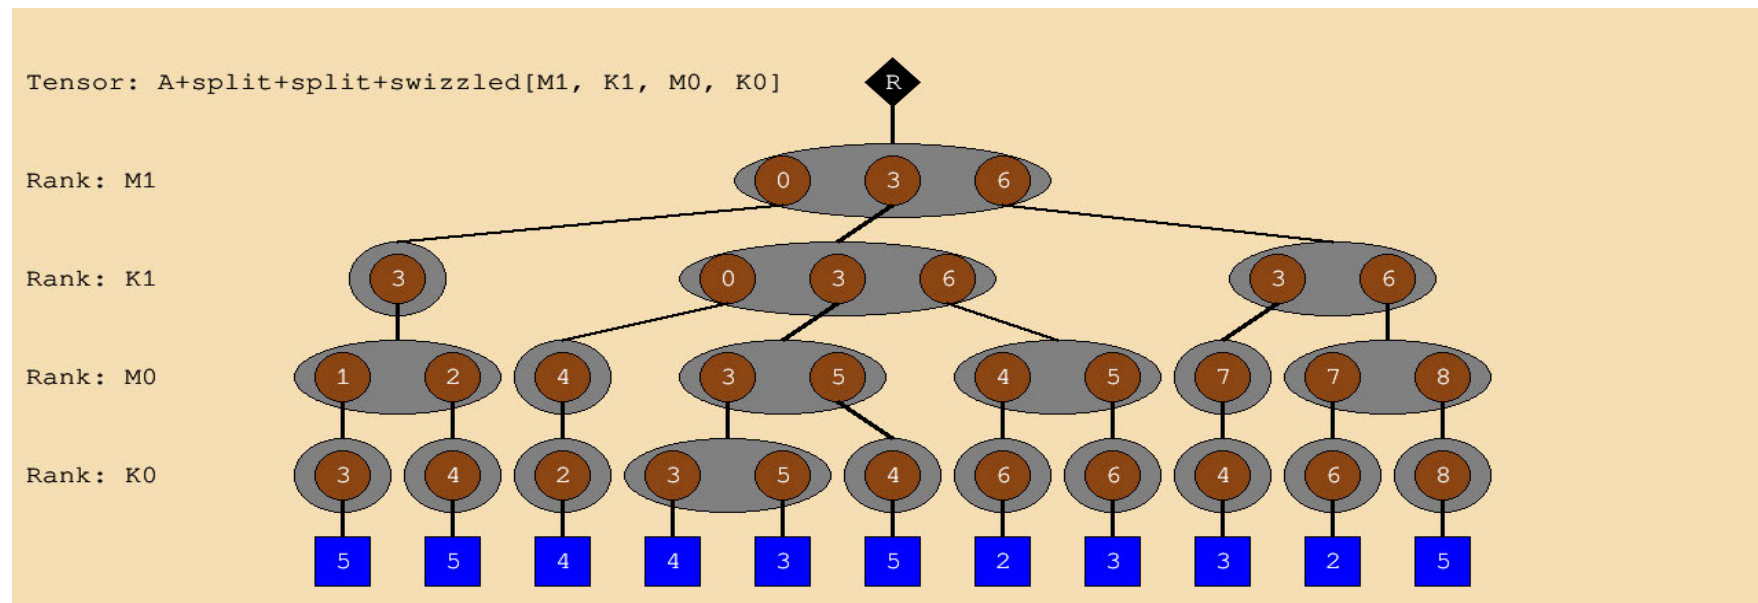 Tensor: A+split+split+swizzled[M1, K1, M0, K0] R
Rank: M1 0 3 6
Rank: K1 3 0 3 6 3 6
Rank: M0 1 2 4 3 5 4 5 7 7 8
Rank: K0 3 4 2 3 5 4 6 6 4 6 8
5 5 4 4 3 5 2 3 3 2 5